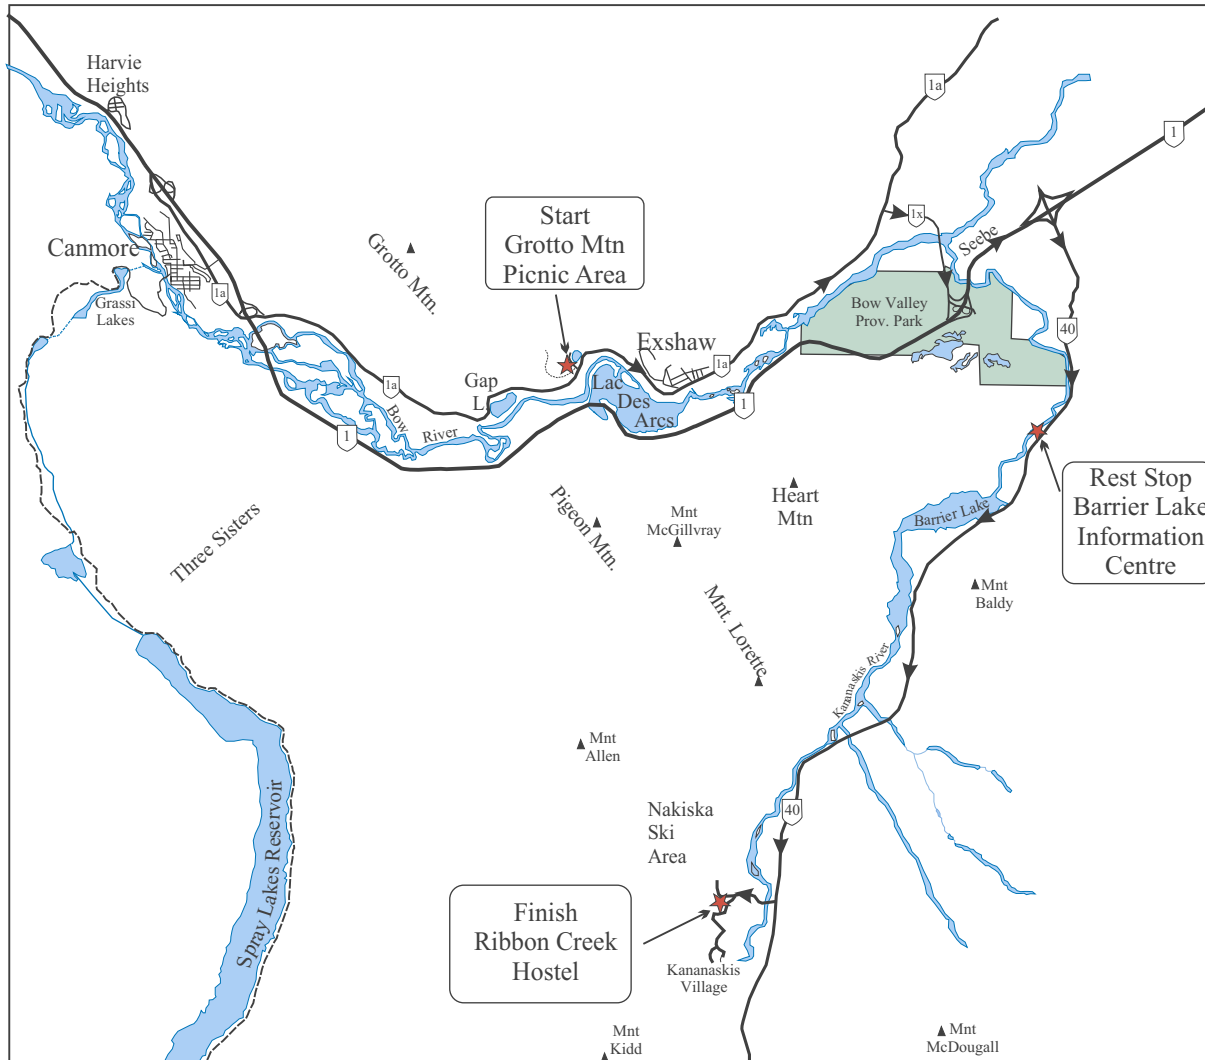 Harvie
Heights
1a
1
Start
Grotto Mtn
Picnic Area
Grotto Mtn.
1x
Seebe
Canmore
Grassi
Lakes
1a
Bow Valley
Prov. Park
40
Exshaw
1a
Gap
L.
1a
Lac
Des
Arcs
1
Bow
River
1
Rest Stop
Barrier Lake
Information
Centre
Heart
Mtn
Barrier Lake
Pigeon Mtn.
Mnt
McGillvray
Three Sisters
Mnt
Baldy
Mnt. Lorette
Kananaskis River
Mnt
Allen
Spray Lakes Reservoir
Nakiska
Ski
Area
40
Finish
Ribbon Creek
Hostel
Kananaskis
Village
Mnt
Kidd
Mnt
McDougall